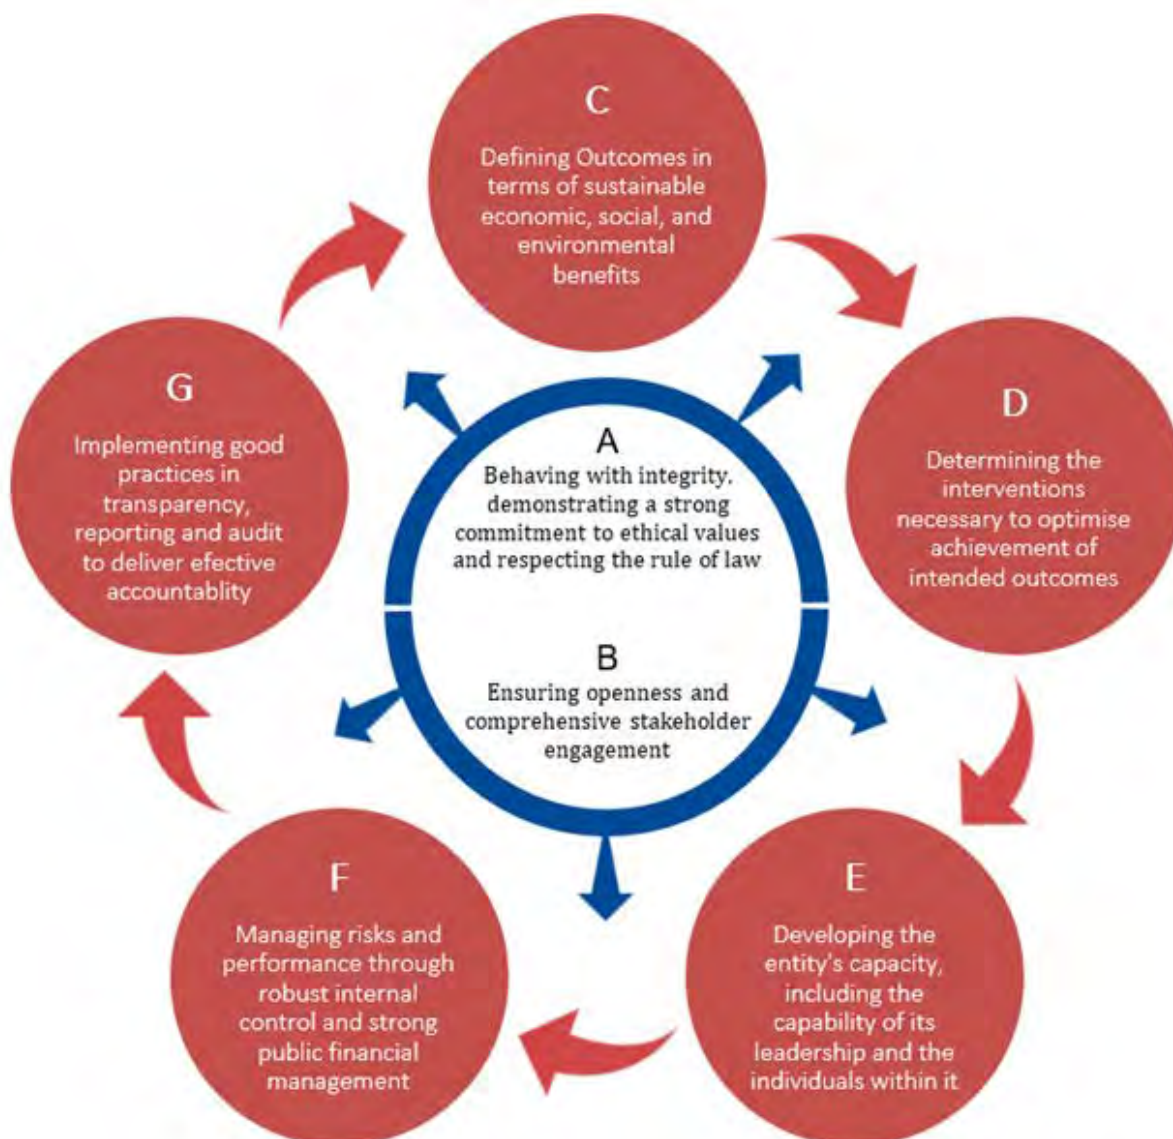 C
Defining Outcomes in
terms of sustainable
economic, social, and
environmental
benefits
G
Implementing good
practices in
transparency,
reporting and audit
to deliver efective
accountablity
A
Behaving with integrity,
demonstrating a strong
commitment to ethical values
and respecting the rule of law
D
Determining the
interventions
necessary to optimise
achievement of
intended outcomes
B
Ensuring openness and
comprehensive stakeholder
engagement
F
Managing risks and
performance through
robust internal
control and strong
public financial
management
E
Developing the
entity's capacity,
including the
capability of its
leadership and the
individuals within it